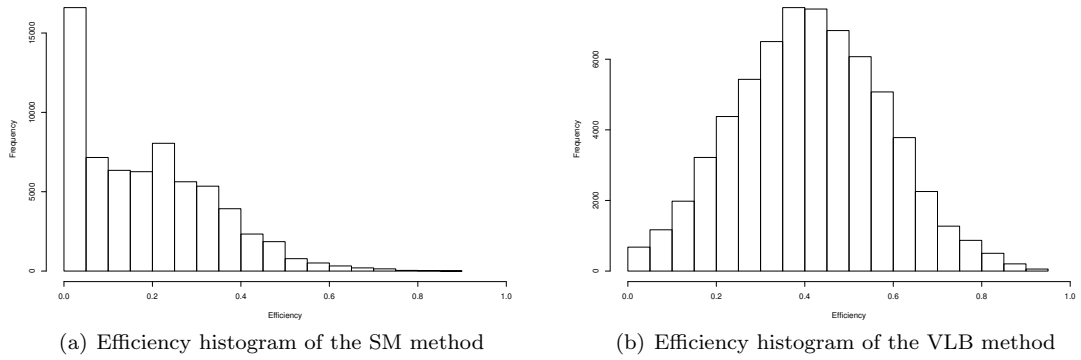 15000
10000
5000
0
Frequency
0.0 0.2 0.4 0.6 0.8 1.0
Efficiency
(a) Efficiency histogram of the SM method
6000
4000
2000
0
Frequency
0.0 0.2 0.4 0.6 0.8 1.0
Efficiency
(b) Efficiency histogram of the VLB method